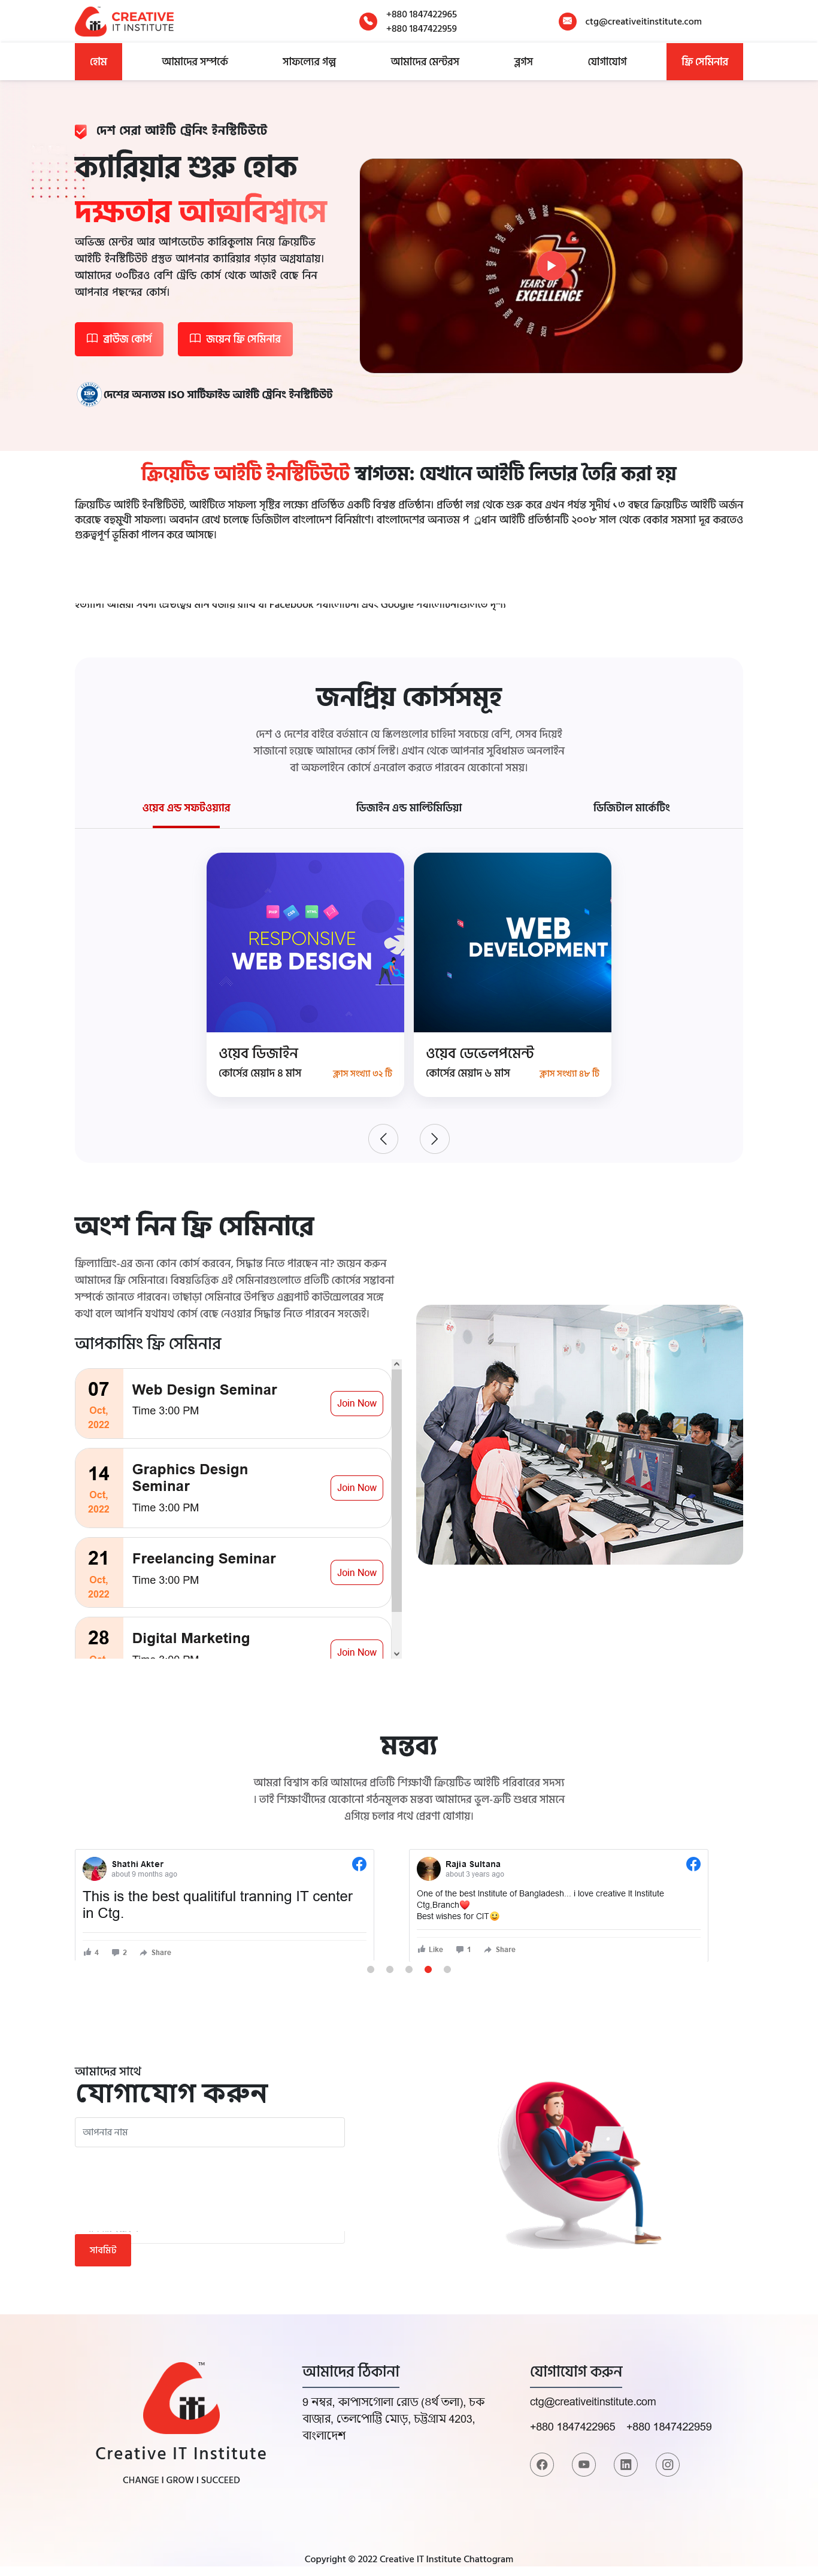 CREATIVE
IT INSTITUTE
+880 1847422965
+880 1847422959
ctg@creativeitinstitute.com
হোম
আমাদের সম্পর্কে
সাফল্যের গল্প
আমাদের মেন্টরস
ব্লগস
যোগাযোগ
ফ্রি সেমিনার
দেশ সেরা আইটি ট্রেনিং ইনস্টিটিউটে
ক্যারিয়ার শুরু হোক
দক্ষতার আত্মবিশ্বাসে
অভিজ্ঞ মেন্টর আর আপডেটেড কারিকুলাম নিয়ে ক্রিয়েটিভ
আইটি ইনস্টিটিউট প্রস্তুত আপনার ক্যারিয়ার গড়ার অগ্রযাত্রায়।
আমাদের ৩০টিরও বেশি ট্রেন্ডি কোর্স থেকে আজই বেছে নিন
আপনার পছন্দের কোর্স।
YEARS OF
EXCELLENCE
ব্রাউজ কোর্স
জয়েন ফ্রি সেমিনার
ISO
দেশের অন্যতম ISO সার্টিফাইড আইটি ট্রেনিং ইনস্টিটিউট
ক্রিয়েটিভ আইটি ইনস্টিটিউটে স্বাগতম: যেখানে আইটি লিডার তৈরি করা হয়
ক্রিয়েটিভ আইটি ইনস্টিটিউট, আইটিতে সাফল্য সৃষ্টির লক্ষ্যে প্রতিষ্ঠিত একটি বিশ্বস্ত প্রতিষ্ঠান। প্রতিষ্ঠা লগ্ন থেকে শুরু করে এখন পর্যন্ত সুদীর্ঘ ১৩ বছরে ক্রিয়েটিভ আইটি অর্জন
করেছে বহুমুখী সাফল্য। অবদান রেখে চলেছে ডিজিটাল বাংলাদেশ বিনির্মাণে। বাংলাদেশের অন্যতম প ্রধান আইটি প্রতিষ্ঠানটি ২০০৮ সাল থেকে বেকার সমস্যা দূর করতেও
গুরুত্বপূর্ণ ভূমিকা পালন করে আসছে।
জনপ্রিয় কোর্সসমূহ
দেশ ও দেশের বাইরে বর্তমানে যে স্কিলগুলোর চাহিদা সবচেয়ে বেশি, সেসব দিয়েই
সাজানো হয়েছে আমাদের কোর্স লিস্ট। এখান থেকে আপনার সুবিধামত অনলাইন
বা অফলাইনে কোর্সে এনরোল করতে পারবেন যেকোনো সময়।
ওয়েব এন্ড সফটওয়্যার
ডিজাইন এন্ড মাল্টিমিডিয়া
ডিজিটাল মার্কেটিং
RESPONSIVE
WEB DESIGN
WEB
DEVELOPMENT
ওয়েব ডিজাইন
কোর্সের মেয়াদ ৪ মাস
ক্লাস সংখ্যা ৩২ টি
ওয়েব ডেভেলপমেন্ট
কোর্সের মেয়াদ ৬ মাস
ক্লাস সংখ্যা ৪৮ টি
অংশ নিন ফ্রি সেমিনারে
ফ্রিল্যান্সিং-এর জন্য কোন কোর্স করবেন, সিদ্ধান্ত নিতে পারছেন না? জয়েন করুন
আমাদের ফ্রি সেমিনারে। বিষয়ভিত্তিক এই সেমিনারগুলোতে প্রতিটি কোর্সের সম্ভাবনা
সম্পর্কে জানতে পারবেন। তাছাড়া সেমিনারে উপস্থিত এক্সপার্ট কাউন্সেলরের সঙ্গে
কথা বলে আপনি যথাযথ কোর্স বেছে নেওয়ার সিদ্ধান্ত নিতে পারবেন সহজেই।
আপকামিং ফ্রি সেমিনার
07
Oct,
2022
Web Design Seminar
Time 3:00 PM
Join Now
14
Oct,
2022
Graphics Design
Seminar
Time 3:00 PM
Join Now
21
Oct,
2022
Freelancing Seminar
Time 3:00 PM
Join Now
28
Oct,
Digital Marketing
Time 3:00 PM
Join Now
মন্তব্য
আমরা বিশ্বাস করি আমাদের প্রতিটি শিক্ষার্থী ক্রিয়েটিভ আইটি পরিবারের সদস্য
। তাই শিক্ষার্থীদের যেকোনো গঠনমূলক মন্তব্য আমাদের ভুল-ত্রুটি শুধরে সামনে
এগিয়ে চলার পথে প্রেরণা যোগায়।
Shathi Akter
about 9 months ago
This is the best qualitiful tranning IT center
in Ctg.
4 2 Share
Rajia Sultana
about 3 years ago
One of the best Institute of Bangladesh... i love creative It Institute
Ctg,Branch❤️
Best wishes for CIT😀
Like 1 Share
আমাদের সাথে
যোগাযোগ করুন
আপনার নাম
সাবমিট
TM
iti
Creative IT Institute
CHANGE I GROW I SUCCEED
আমাদের ঠিকানা
9 নম্বর, কাপাসগোলা রোড (৪র্থ তলা), চক
বাজার, তেলপোট্টি মোড়, চট্টগ্রাম 4203,
বাংলাদেশ
যোগাযোগ করুন
ctg@creativeitinstitute.com
+880 1847422965 +880 1847422959
Copyright © 2022 Creative IT Institute Chattogram